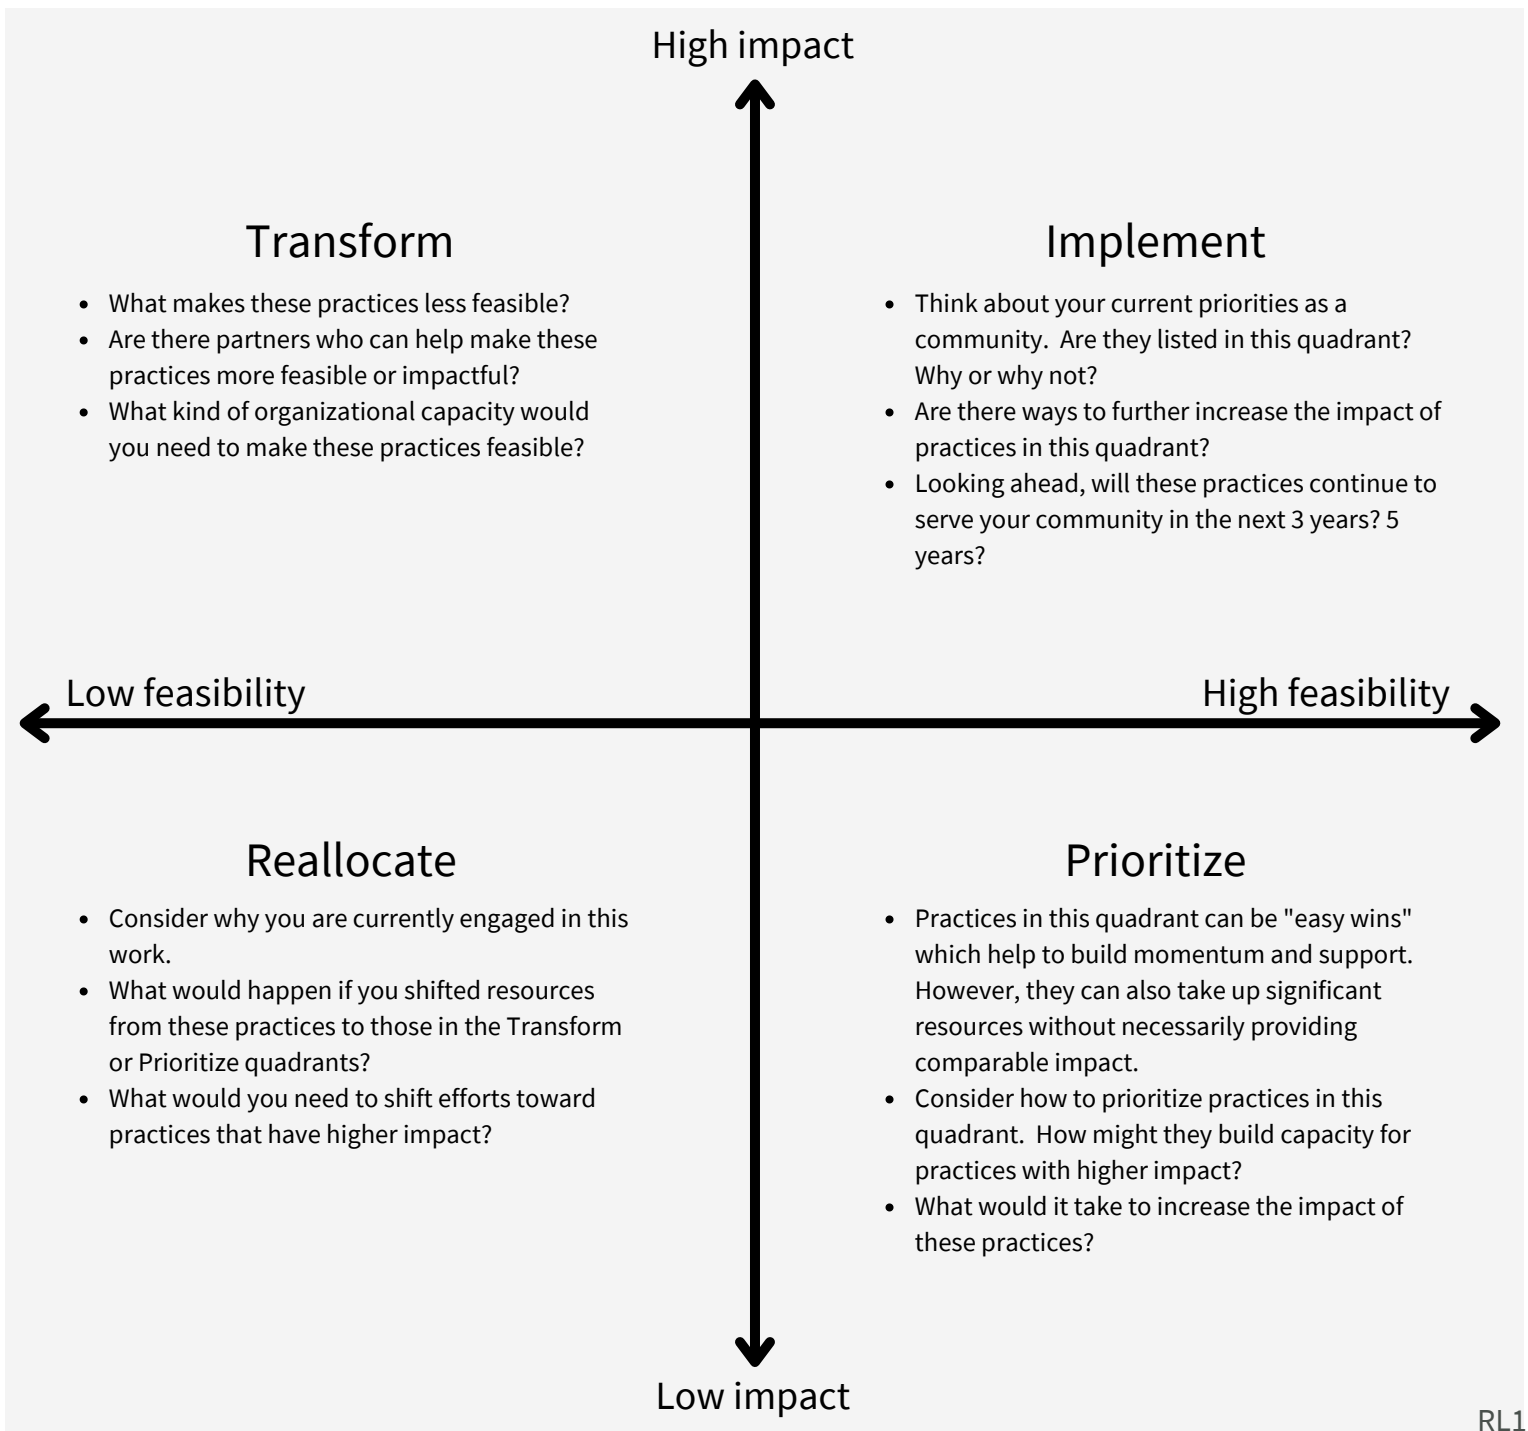 High impact
Transform
• What makes these practices less feasible?
• Are there partners who can help make these
practices more feasible or impactful?
• What kind of organizational capacity would
you need to make these practices feasible?
Implement
• Think about your current priorities as a
community.  Are they listed in this quadrant?
Why or why not?
• Are there ways to further increase the impact of
practices in this quadrant?
• Looking ahead, will these practices continue to
serve your community in the next 3 years? 5
years?
Low feasibility
High feasibility
Reallocate
• Consider why you are currently engaged in this
work.
• What would happen if you shifted resources
from these practices to those in the Transform
or Prioritize quadrants?
• What would you need to shift efforts toward
practices that have higher impact?
Prioritize
• Practices in this quadrant can be "easy wins"
which help to build momentum and support.
However, they can also take up significant
resources without necessarily providing
comparable impact.
• Consider how to prioritize practices in this
quadrant.  How might they build capacity for
practices with higher impact?
• What would it take to increase the impact of
these practices?
Low impact
RL1